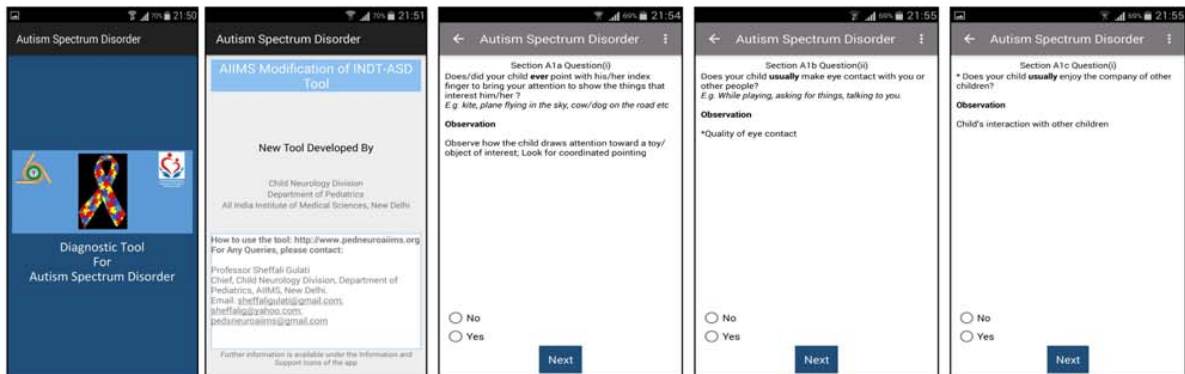 70% 21:50
Autism Spectrum Disorder
Diagnostic Tool
For
Autism Spectrum Disorder
70% 21:51
Autism Spectrum Disorder
AIIMS Modification of INDT-ASD
Tool
New Tool Developed By
Child Neurology Division
Department of Pediatrics
All India Institute of Medical Sciences, New Delhi
How to use the tool: http://www.pedneuroaiims.org
For Any Queries, please contact:
Professor Sheffali Gulati
Chief, Child Neurology Division, Department of
Pediatrics, AIIMS, New Delhi.
Email: sheffaligulati@gmail.com;
sheffalig@yahoo.com;
pedsneuroaiims@gmail.com
Further information is available under the Information and
Support Icons of the app
69% 21:54
Autism Spectrum Disorder
Section A1a Question(i)
Does/did your child ever point with his/her index
finger to bring your attention to show the things that
interest him/her ?
E.g. kite, plane flying in the sky, cow/dog on the road etc
Observation
Observe how the child draws attention toward a toy/
object of interest; Look for coordinated pointing
No
Yes
Next
69% 21:55
Autism Spectrum Disorder
Section A1b Question(ii)
Does your child usually make eye contact with you or
other people?
E.g. While playing, asking for things, talking to you.
Observation
*Quality of eye contact
No
Yes
Next
69% 21:55
Autism Spectrum Disorder
Section A1c Question(i)
* Does your child usually enjoy the company of other
children?
Observation
Child's interaction with other children
No
Yes
Next